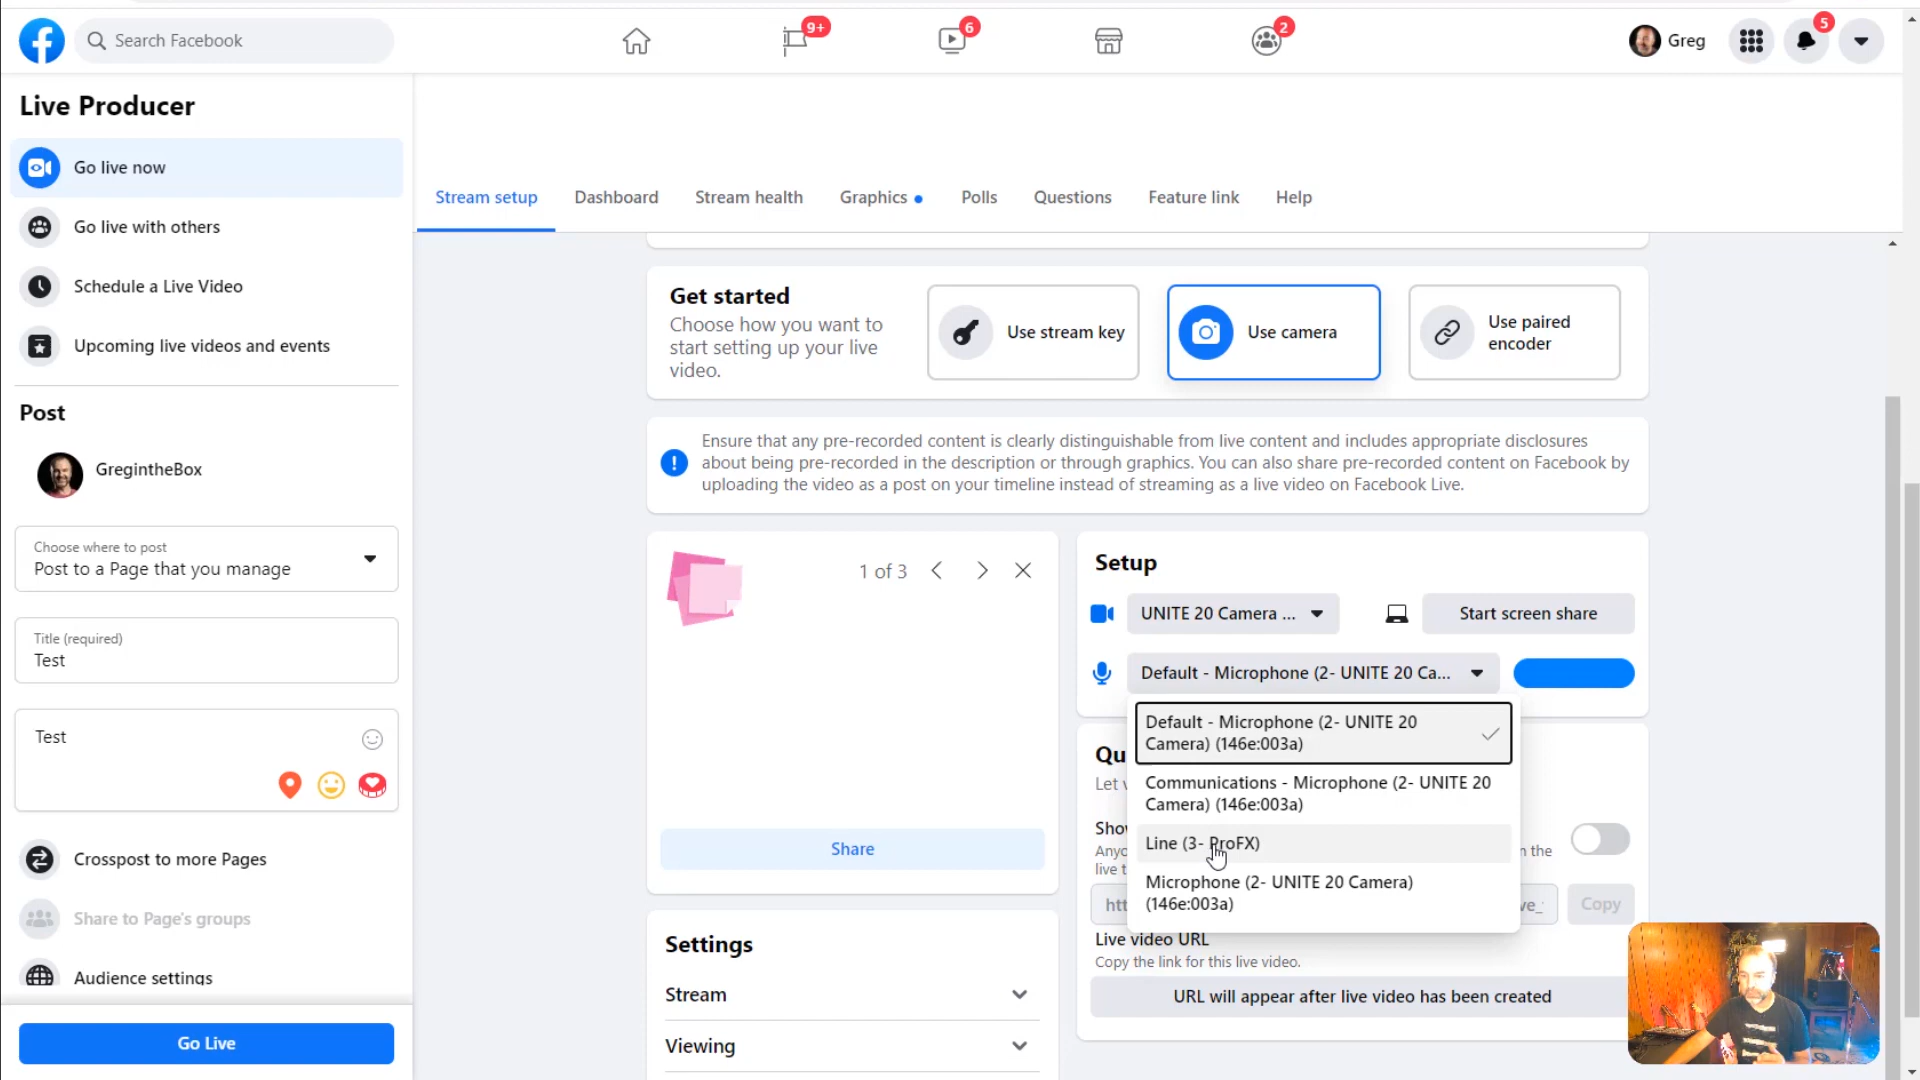 Search Facebook
9+
6
2
Greg
5
Live Producer
Go live now
Go live with others
Schedule a Live Video
Upcoming live videos and events
Post
GregintheBox
Choose where to post
Post to a Page that you manage
Title (required)
Test
Test
Crosspost to more Pages
Share to Page's groups
Audience settings
Go Live
Stream setup
Dashboard
Stream health
Graphics
Polls
Questions
Feature link
Help
Get started
Choose how you want to
start setting up your live
video.
Use stream key
Use camera
Use paired
encoder
Ensure that any pre-recorded content is clearly distinguishable from live content and includes appropriate disclosures
about being pre-recorded in the description or through graphics. You can also share pre-recorded content on Facebook by
uploading the video as a post on your timeline instead of streaming as a live video on Facebook Live.
1 of 3
Share
Settings
Stream
Viewing
Setup
UNITE 20 Camera ...
Start screen share
Default - Microphone (2- UNITE 20 Ca...
Default - Microphone (2- UNITE 20
Camera) (146e:003a)
Communications - Microphone (2- UNITE 20
Camera) (146e:003a)
Line (3- ProFX)
Microphone (2- UNITE 20 Camera)
(146e:003a)
Copy
Live video URL
Copy the link for this live video.
URL will appear after live video has been created